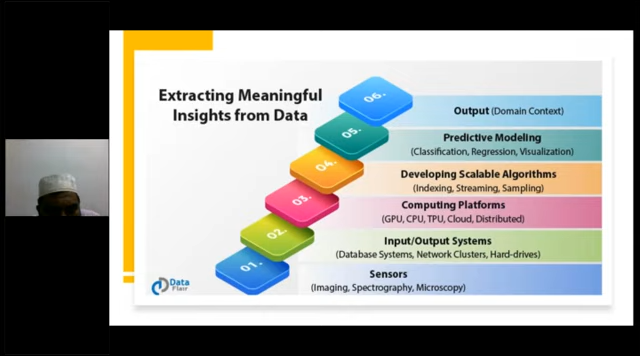 Extracting Meaningful
Insights from Data
06.
Output (Domain Context)
05.
Predictive Modeling
(Classification, Regression, Visualization)
04.
Developing Scalable Algorithms
(Indexing, Streaming, Sampling)
03.
Computing Platforms
(GPU, CPU, TPU, Cloud, Distributed)
02.
Input/Output Systems
(Database Systems, Network Clusters, Hard-drives)
01.
Sensors
(Imaging, Spectrography, Microscopy)
Data
Flair